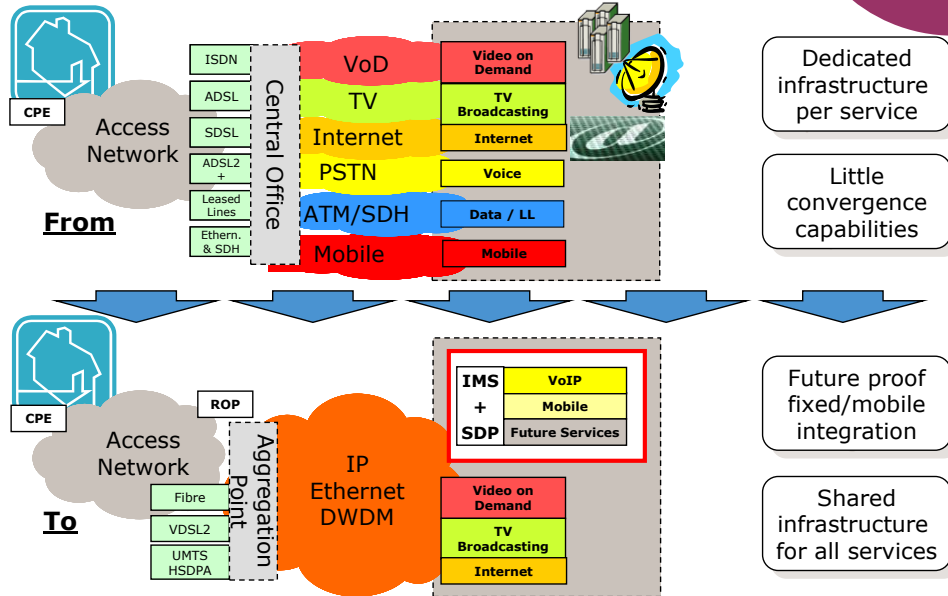 ISDN
ADSL
SDSL
ADSL2
+
Leased
Lines
Ethern.
& SDH
CPE
Access
Network
From
Central Office
VoD
TV
Internet
PSTN
ATM/SDH
Mobile
Video on
Demand
TV
Broadcasting
Internet
Voice
Data / LL
Mobile
Dedicated
infrastructure
per service
Little
convergence
capabilities
CPE
ROP
Access
Network
To
Fibre
VDSL2
UMTS
HSDPA
Aggregation
Point
IP
Ethernet
DWDM
IMS
+
SDP
VoIP
Mobile
Future Services
Video on
Demand
TV
Broadcasting
Internet
Future proof
fixed/mobile
integration
Shared
infrastructure
for all services